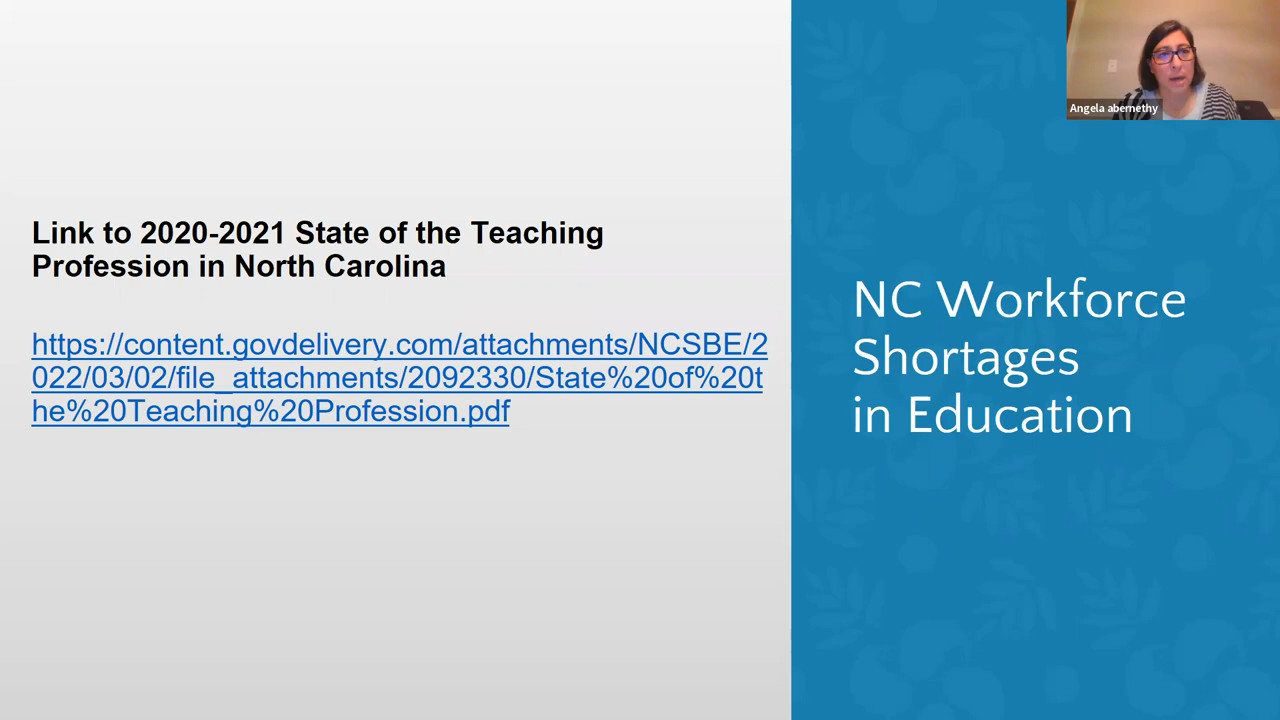 Link to 2020-2021 State of the Teaching
Profession in North Carolina
https://content.govdelivery.com/attachments/NCSBE/2
022/03/02/file_attachments/2092330/State%20of%20t
he%20Teaching%20Profession.pdf
NC Workforce
Shortages
in Education
Angela abernethy